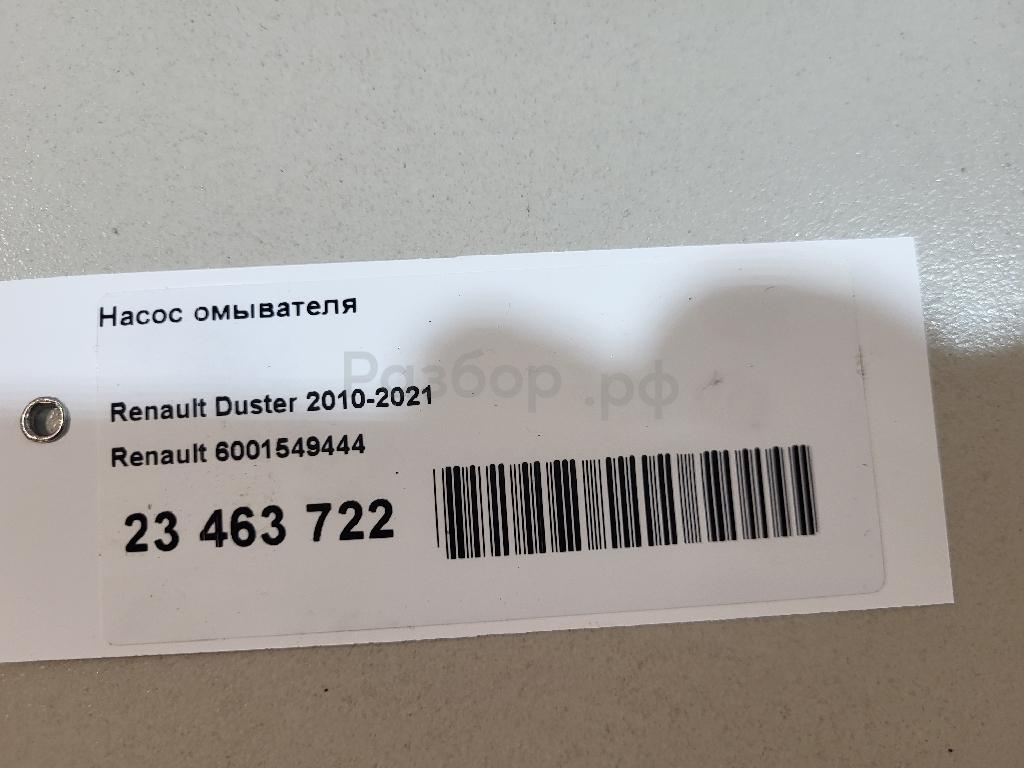 Насос омывателя
Разбор.рф
Renault Duster 2010-2021
Renault 6001549444
23 463 722